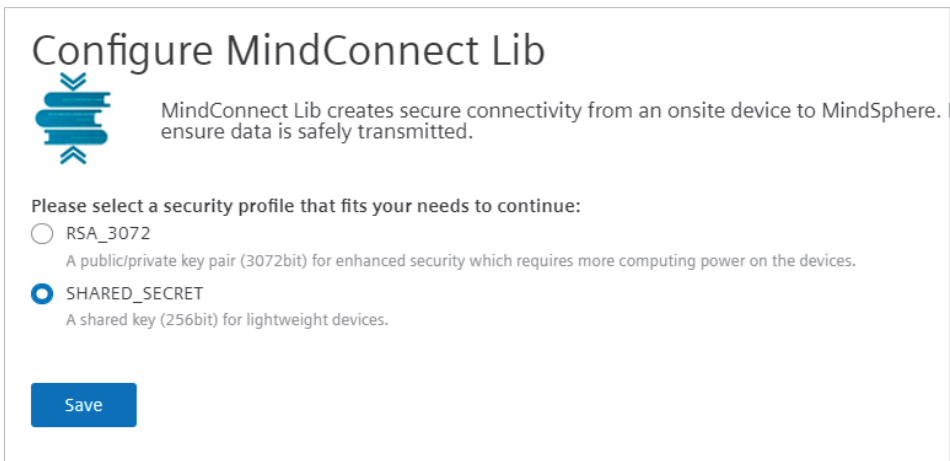 Configure MindConnect Lib
MindConnect Lib creates secure connectivity from an onsite device to MindSphere.
ensure data is safely transmitted.
Please select a security profile that fits your needs to continue:
RSA_3072
A public/private key pair (3072bit) for enhanced security which requires more computing power on the devices.
SHARED_SECRET
A shared key (256bit) for lightweight devices.
Save